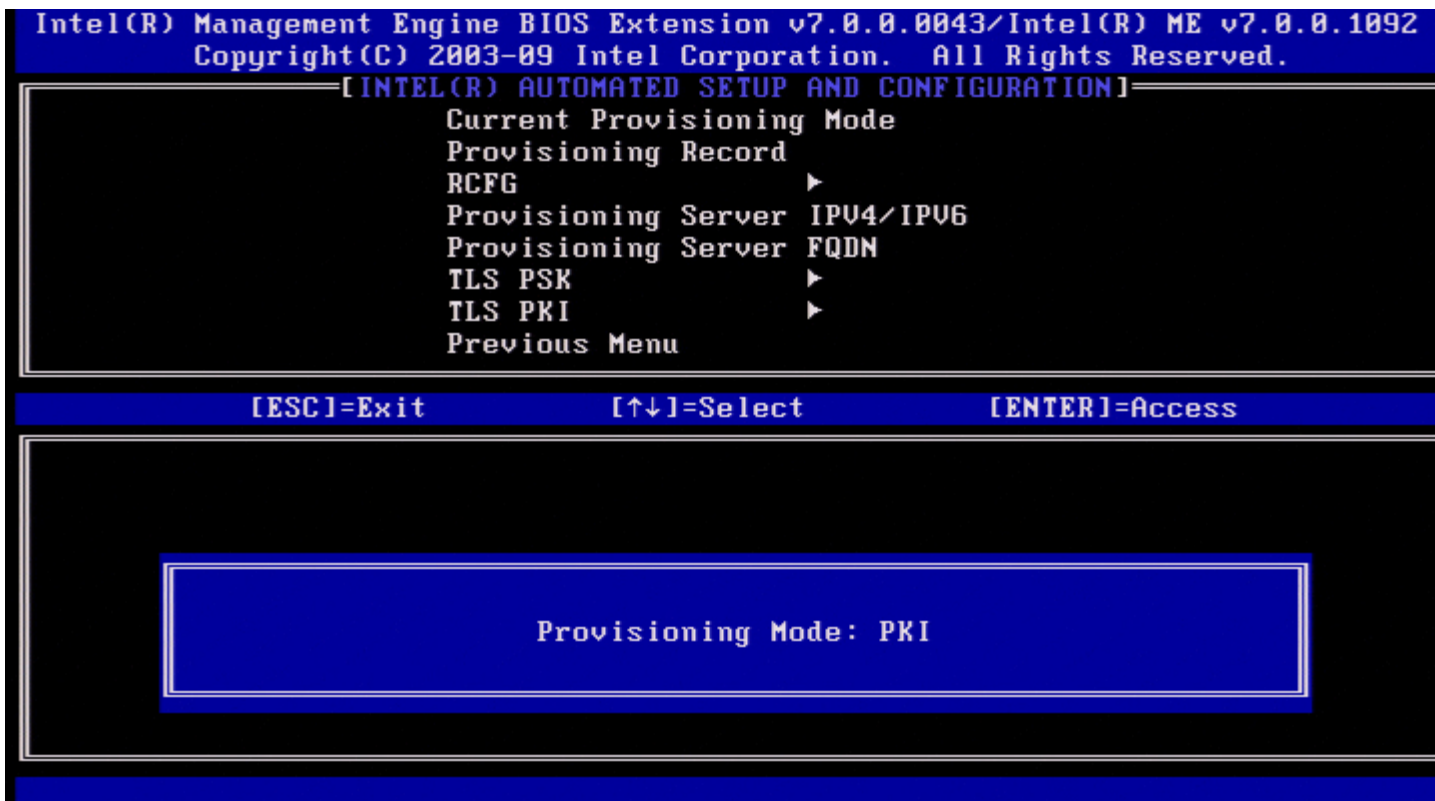 Intel(R) Management Engine BIOS Extension v7.0.0.0043/Intel(R) ME v7.0.0.1092
Copyright(C) 2003-09 Intel Corporation. All Rights Reserved.
[INTEL(R) AUTOMATED SETUP AND CONFIGURATION]
Current Provisioning Mode
Provisioning Record
RCFG ►
Provisioning Server IPV4/IPV6
Provisioning Server FQDN
TLS PSK ►
TLS PKI ►
Previous Menu
[ESC]=Exit [↑↓]=Select [ENTER]=Access
Provisioning Mode: PKI